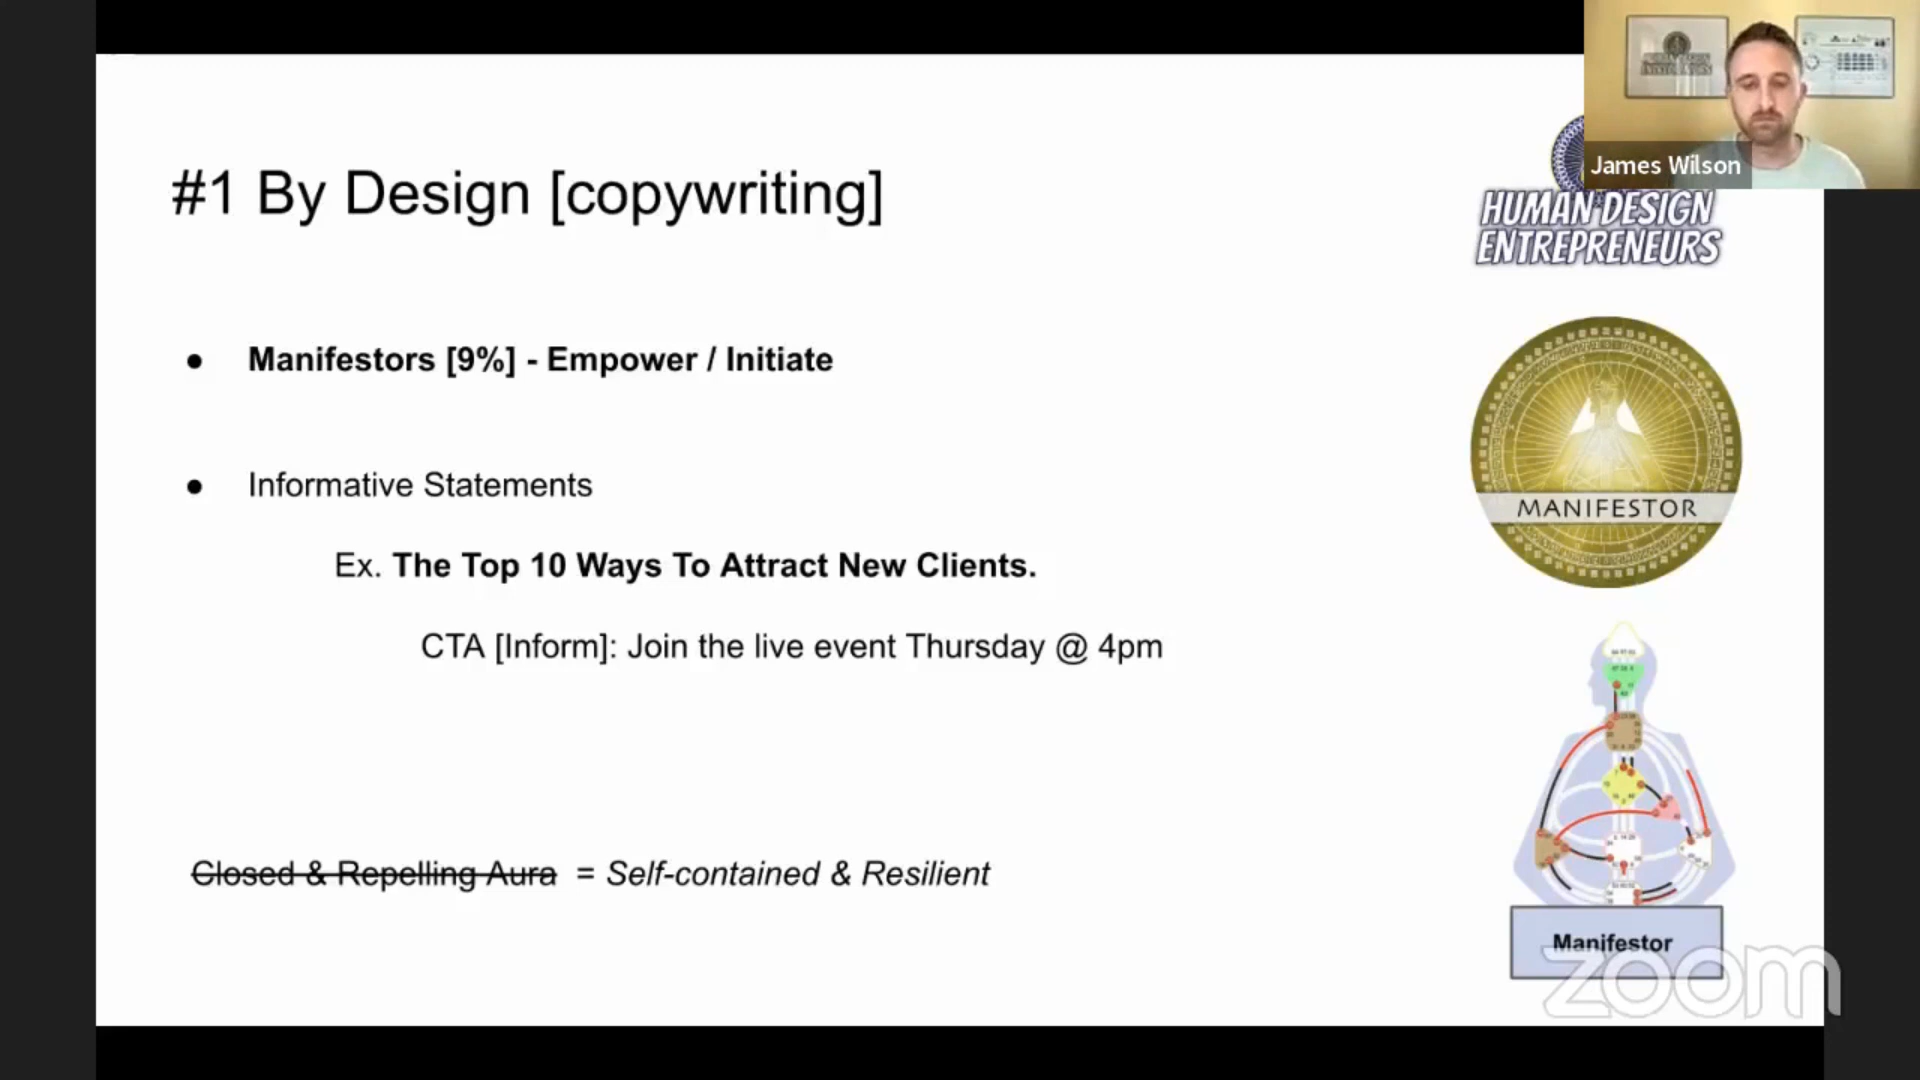 James Wilson
#1 By Design [copywriting]
HUMAN DESIGN
ENTREPRENEURS
● Manifestors [9%] - Empower / Initiate
● Informative Statements
Ex. The Top 10 Ways To Attract New Clients.
CTA [Inform]: Join the live event Thursday @ 4pm
MANIFESTOR
Closed & Repelling Aura = Self-contained & Resilient
Manifestor
zoom